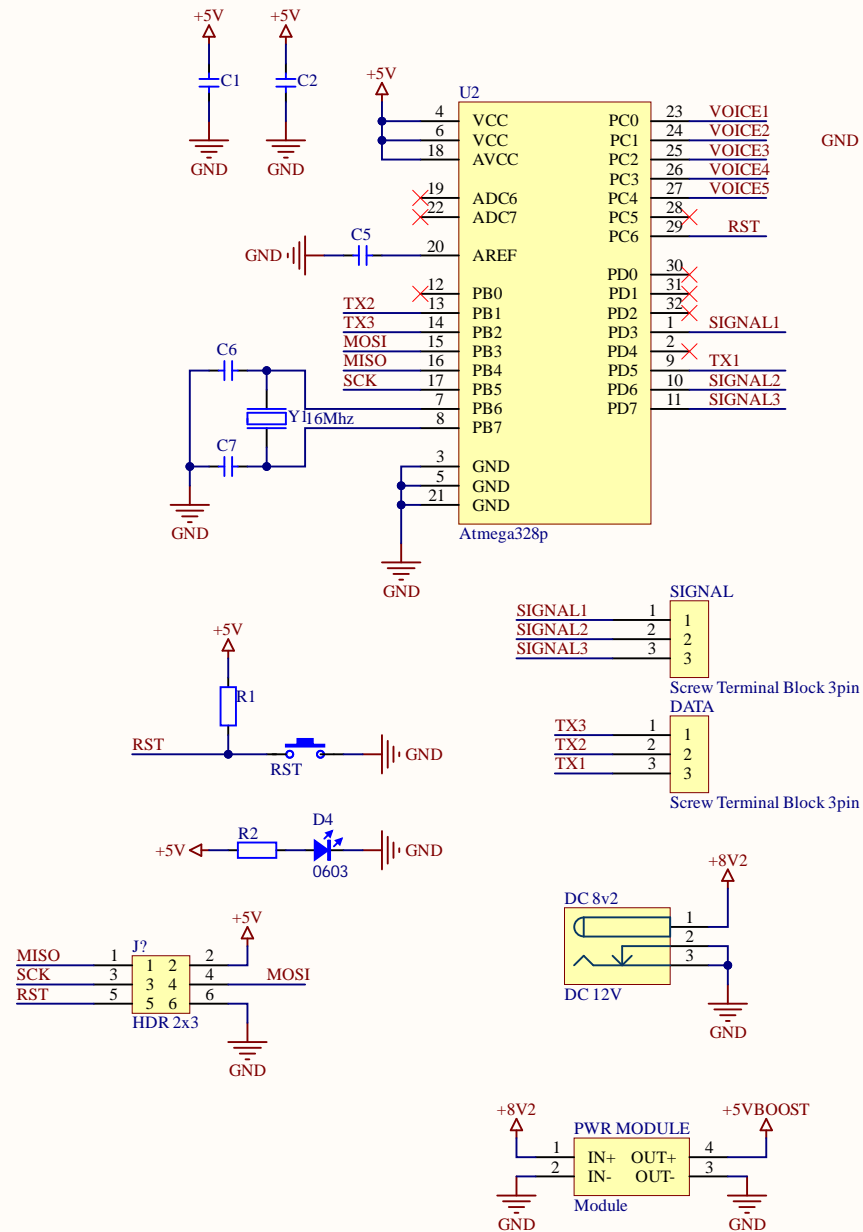 +5V
+5V
C1
C2
GND
GND
+5V
U2
4 VCC
6 VCC
18 AVCC
19 ADC6
22 ADC7
20 AREF
GND
C5
12 PB0
TX2 13 PB1
TX3 14 PB2
MOSI 15 PB3
MISO 16 PB4
SCK 17 PB5
7 PB6
8 PB7
3 GND
5 GND
21 GND
PC0 23 VOICE1
PC1 24 VOICE2
PC2 25 VOICE3
PC3 26 VOICE4
PC4 27 VOICE5
PC5 28
PC6 29 RST
PD0 30
PD1 31
PD2 32
PD3 1 SIGNAL1
PD4 2
PD5 9 TX1
PD6 10 SIGNAL2
PD7 11 SIGNAL3
Atmega328p
GND
GND
C6
Y1 16Mhz
C7
GND
SIGNAL
SIGNAL1 1 1
SIGNAL2 2 2
SIGNAL3 3 3
Screw Terminal Block 3pin
DATA
TX3 1 1
TX2 2 2
TX1 3 3
Screw Terminal Block 3pin
+5V
R1
RST
RST
GND
+5V
R2
D4
0603
GND
J?
+5V
MISO 1 1 2 2
SCK 3 3 4 4 MOSI
RST 5 5 6 6
HDR 2x3
GND
+8V2
DC 8v2
1
2
3
DC 12V
GND
+8V2
+5VBOOST
PWR MODULE
1 IN+ OUT+ 4
2 IN- OUT- 3
Module
GND
GND